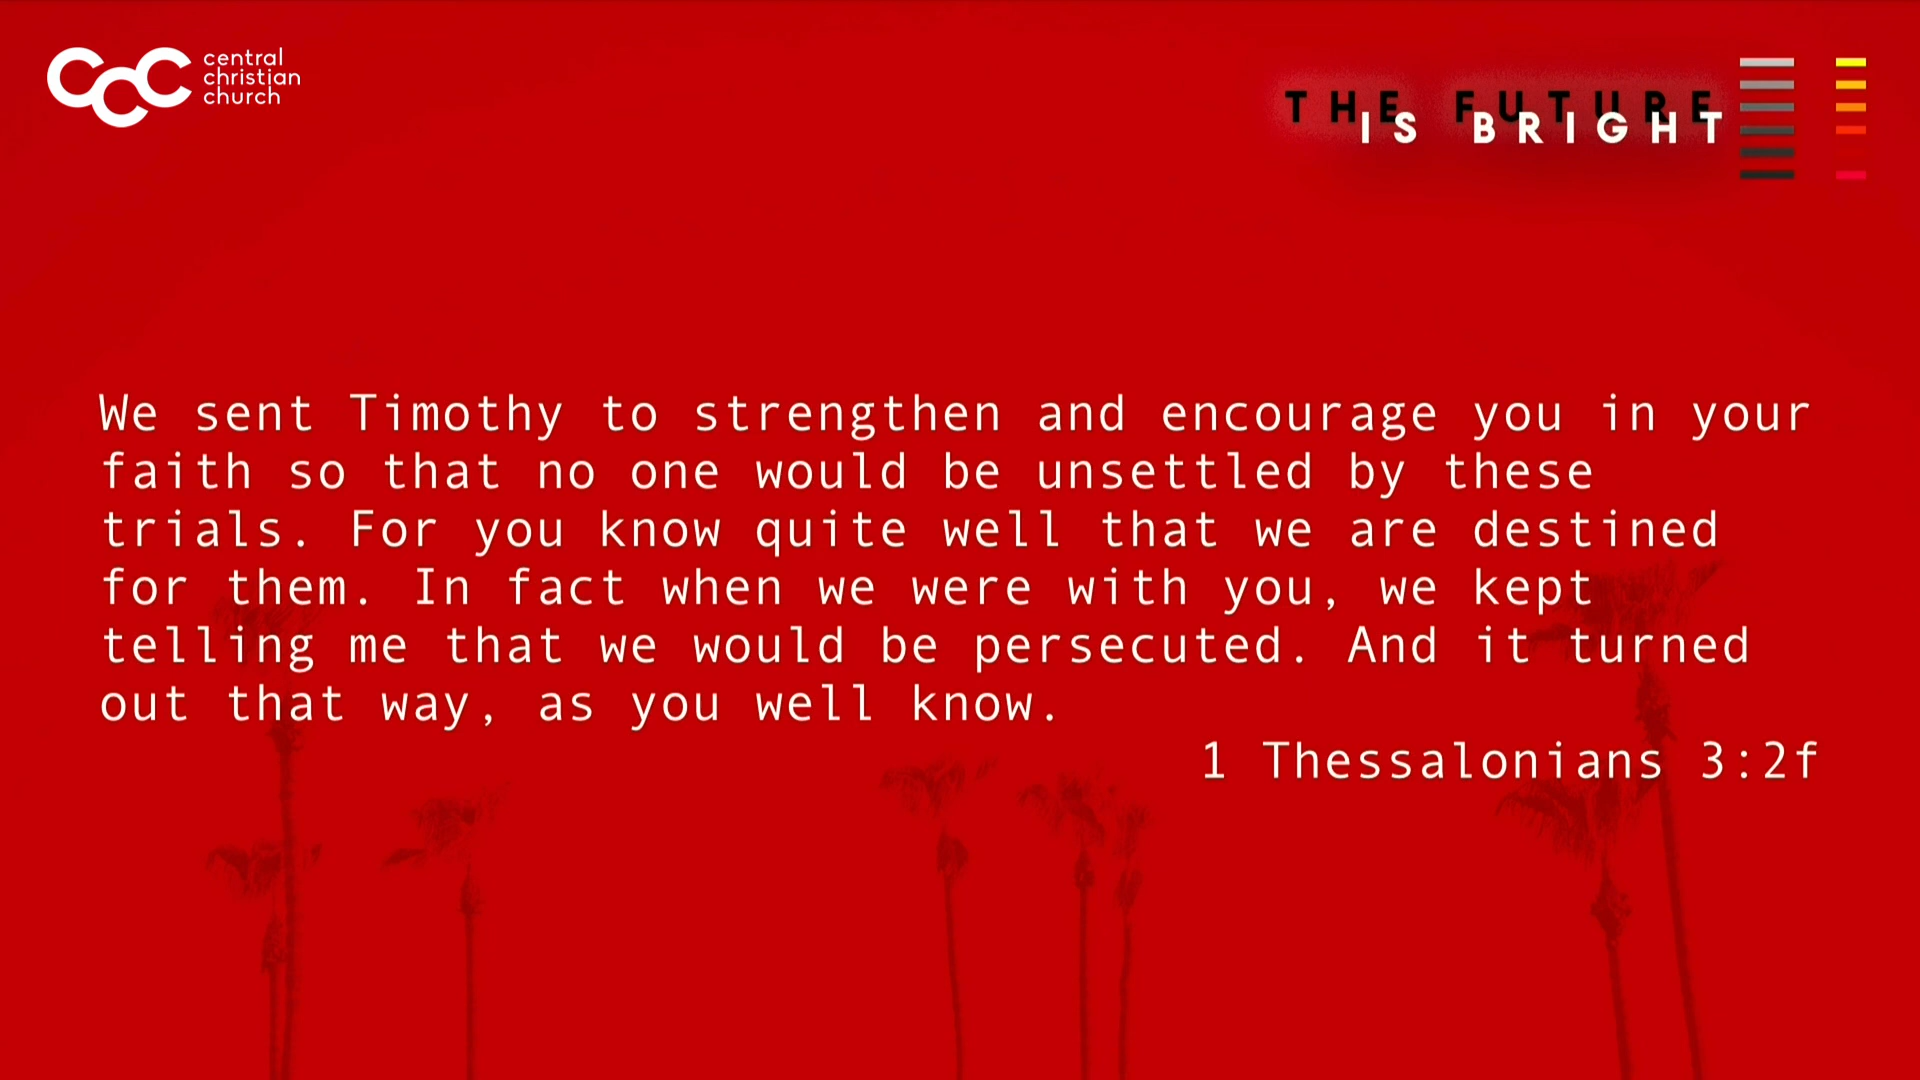 central
christian
church
THE FUTURE
IS BRIGHT
We sent Timothy to strengthen and encourage you in your
faith so that no one would be unsettled by these
trials. For you know quite well that we are destined
for them. In fact when we were with you, we kept
telling me that we would be persecuted. And it turned
out that way, as you well know.
1 Thessalonians 3:2f